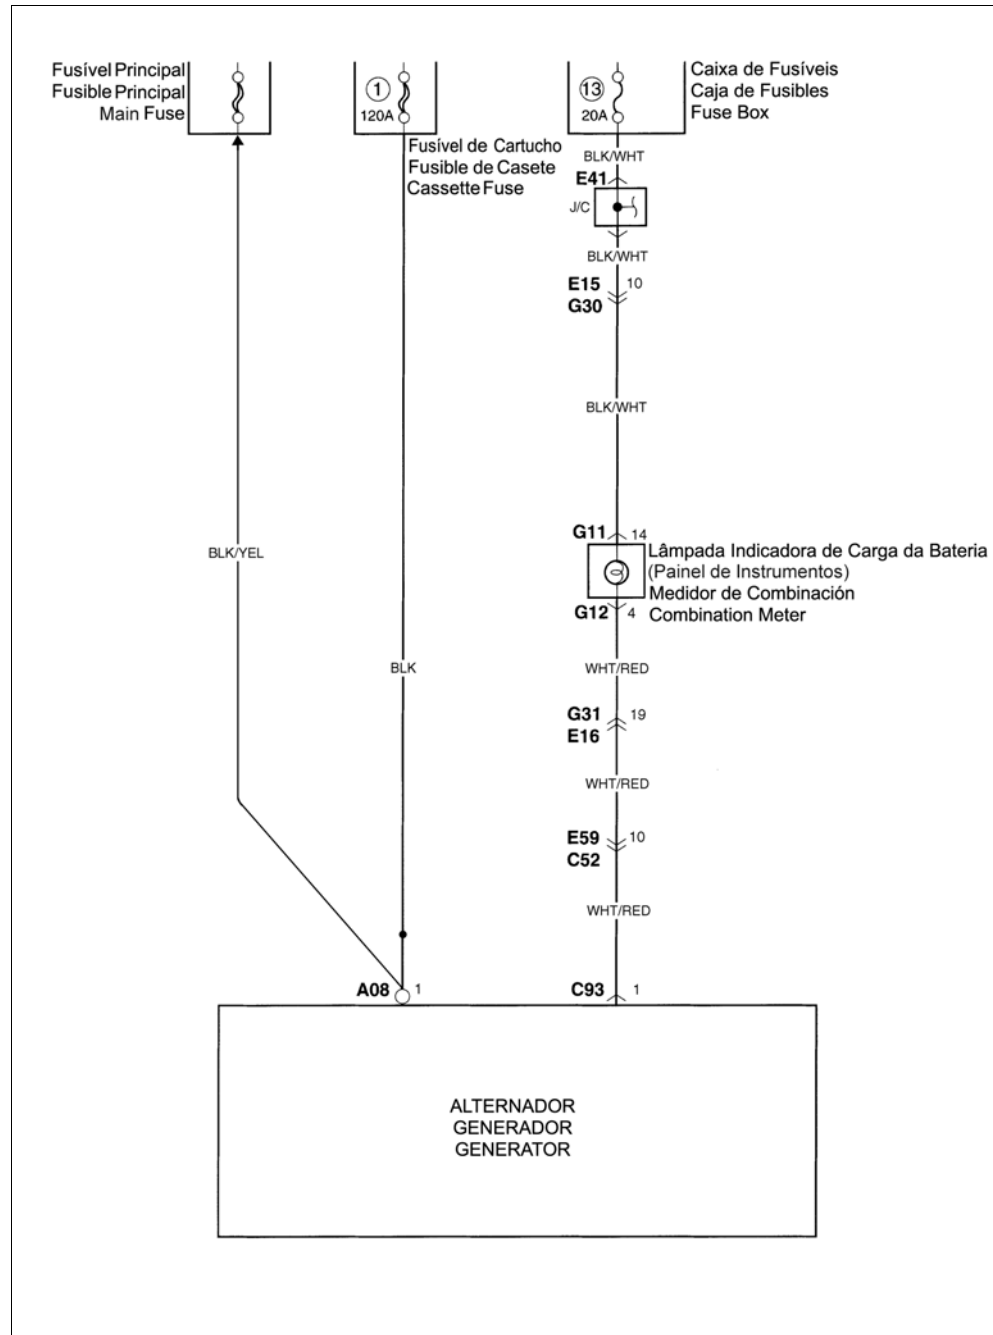 Fusível Principal
Fusible Principal
Main Fuse
1
120A
Fusível de Cartucho
Fusible de Casete
Cassette Fuse
13
20A
Caixa de Fusíveis
Caja de Fusibles
Fuse Box
BLK/WHT
E41
J/C
BLK/WHT
E15 10
G30
BLK/WHT
G11 14
Lâmpada Indicadora de Carga da Bateria
(Painel de Instrumentos)
Medidor de Combinación
Combination Meter
G12 4
BLK/YEL
BLK
WHT/RED
G31 19
E16
WHT/RED
E59 10
C52
WHT/RED
A08 1
C93 1
ALTERNADOR
GENERADOR
GENERATOR